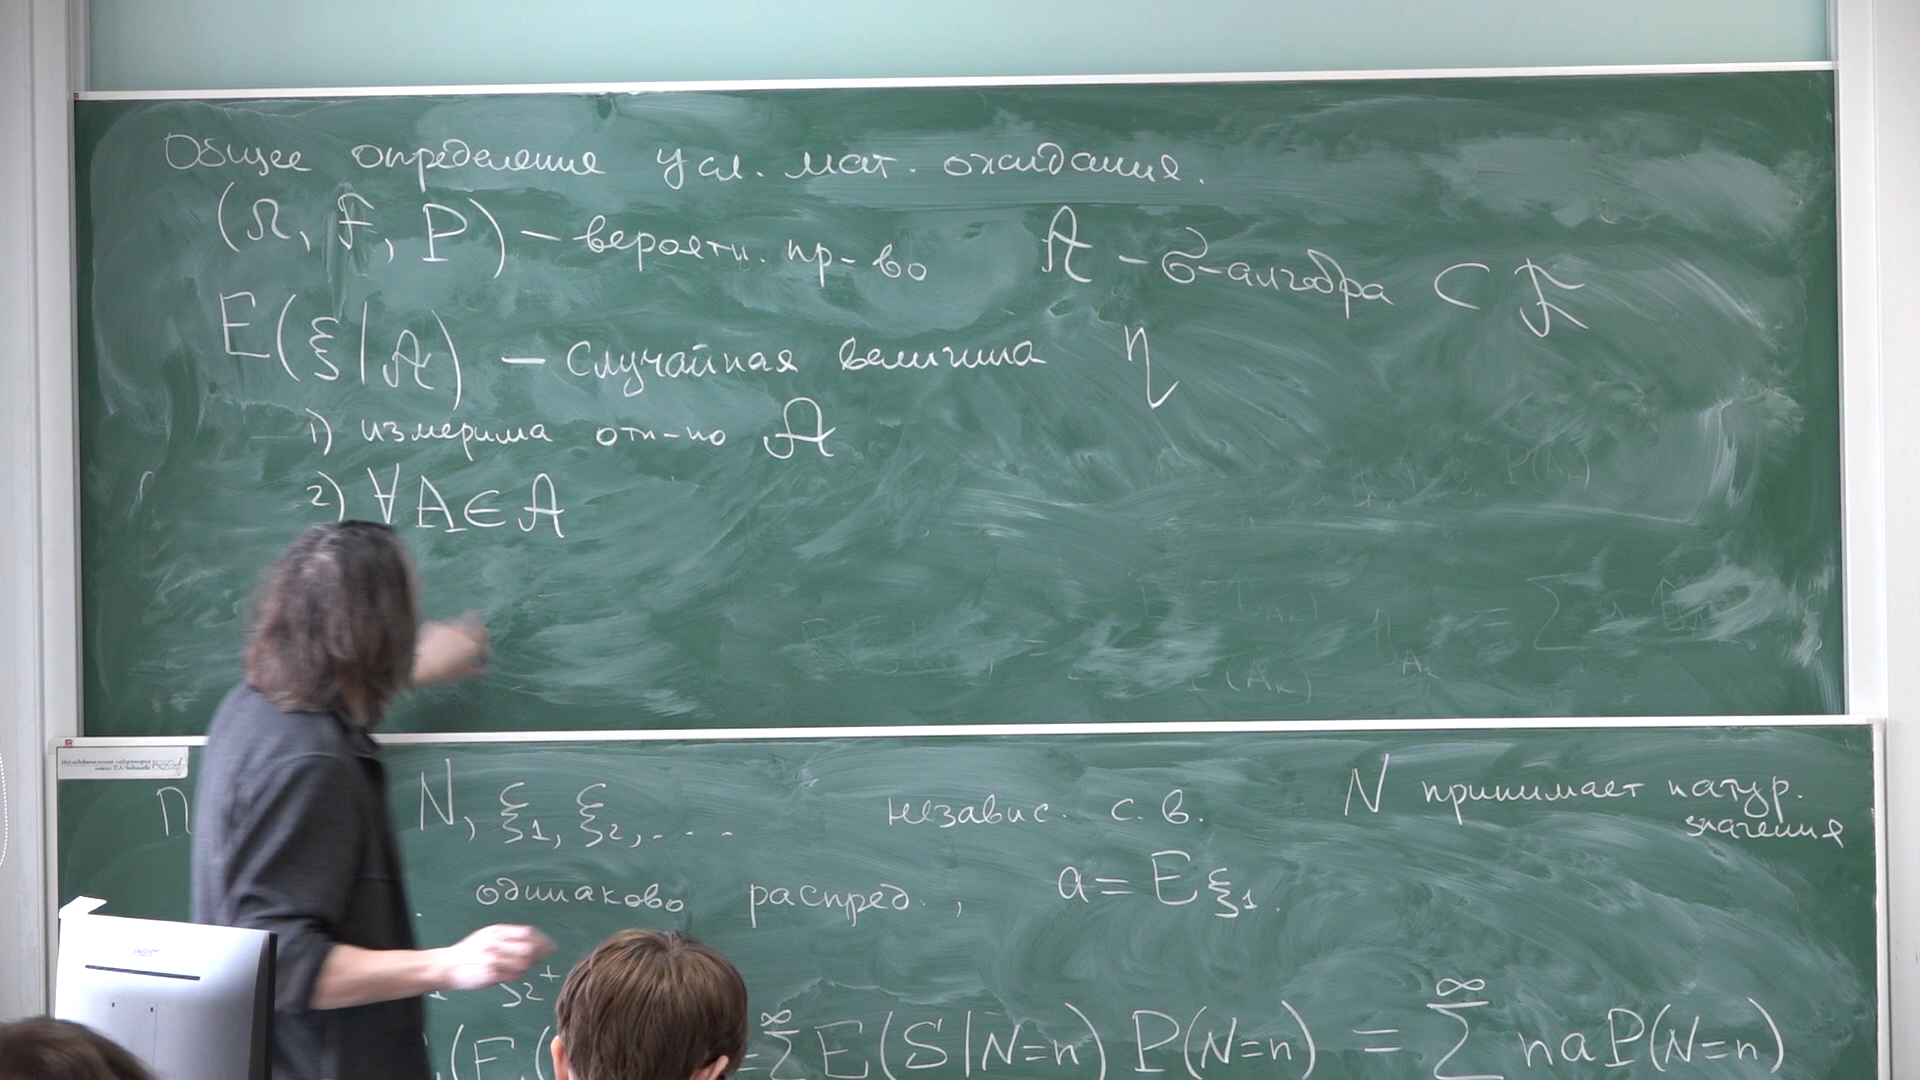 Общее определение усл. мат. ожидания.
(Ω, F, P) – вероятн. пр-во 𝒜 – σ-алгебра ⊂ F
E(ξ|𝒜) – случайная величина η
1) измерима отн-но 𝒜
2) ∀A∈𝒜
N, ξ₁, ξ₂, ... независ. с.в. N принимает натур.
значения
одинаково распред., a = Eξ₁.
E(S|N=n) P(N=n) = ∑ n a P(N=n)